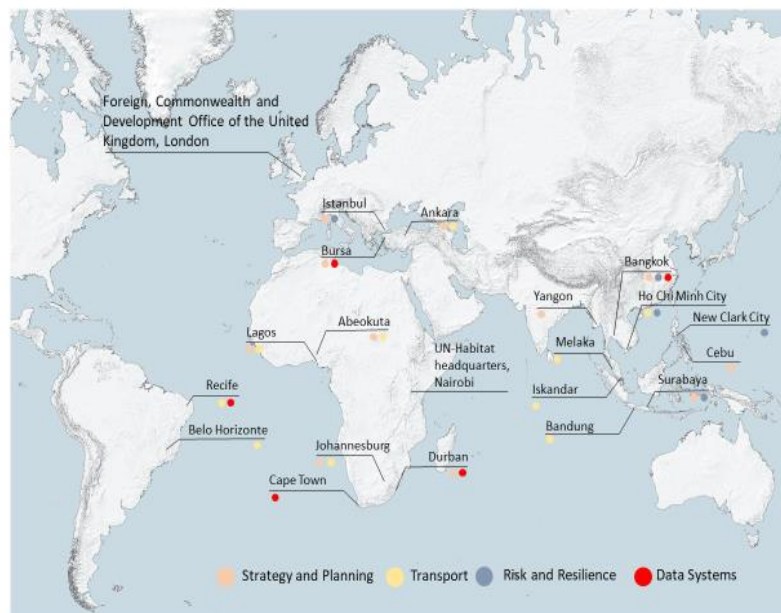 Foreign, Commonwealth and
Development Office of the United
Kingdom, London
Istanbul
Ankara
Bursa
Bangkok
Yangon
Ho Chi Minh City
New Clark City
Lagos
Abeokuta
UN-Habitat
headquarters,
Nairobi
Melaka
Cebu
Recife
Iskandar
Surabaya
Belo Horizonte
Bandung
Johannesburg
Durban
Cape Town
Strategy and Planning
Transport
Risk and Resilience
Data Systems